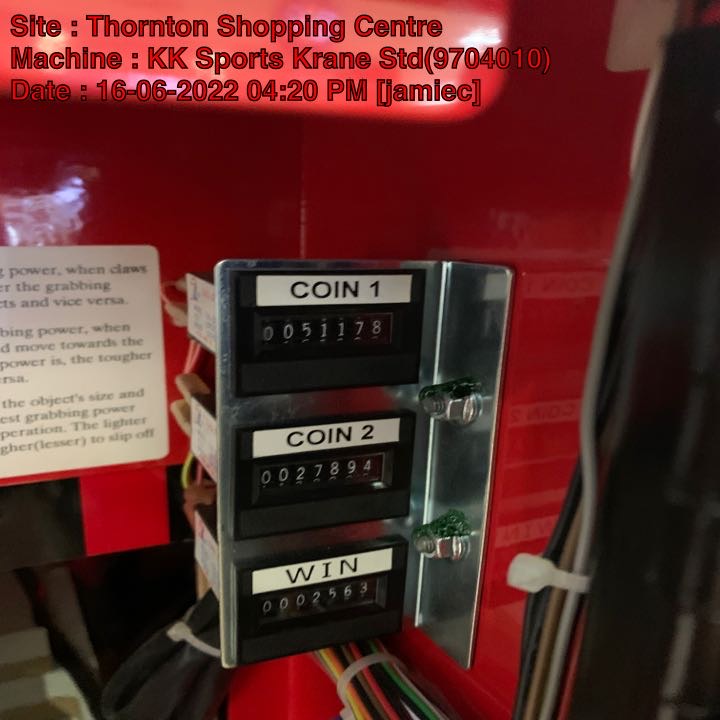 Site : Thornton Shopping Centre
Machine : KK Sports Krane Std(9704010)
Date : 16-06-2022 04:20 PM [jamiec]
g power, when claws
er the grabbing
cts and vice versa.
bing power, when
d move towards the
power is, the tougher
ersa.
the object's size and
est grabbing power
peration. The lighter
gher(lesser) to slip off
COIN 1
0051178
COIN 2
0027894
WIN
0002563